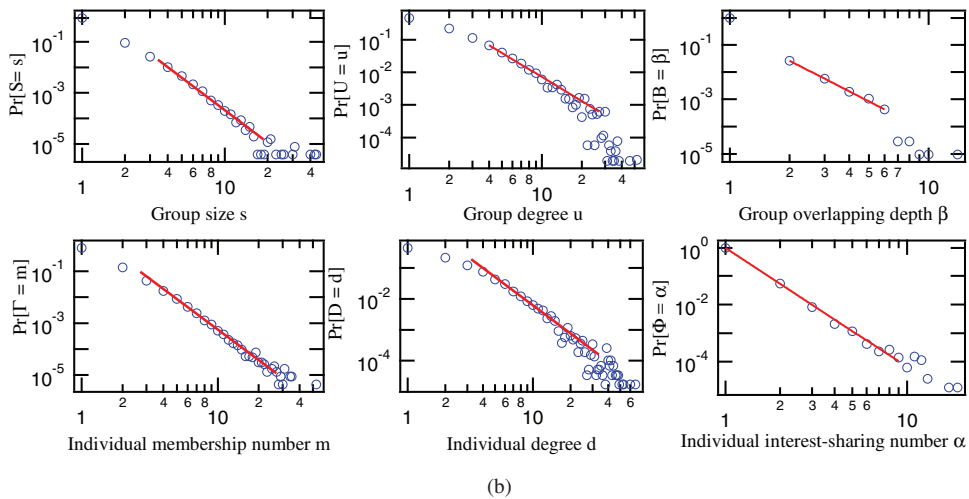 Pr[S= s]
10-1
10-3
10-5
2 4 6 8 2 4
1 10
Group size s
Pr[U = u]
10-1
10-2
10-3
10-4
2 4 6 8 2 4
1 10
Group degree u
Pr[B = β]
10-1
10-3
10-5
2 3 4 5 6 7
1 10
Group overlapping depth β
Pr[Γ = m]
10-1
10-3
10-5
2 4 6 8 2 4
1 10
Individual membership number m
Pr[D = d]
10-2
10-4
2 4 6 8 2 4 6
1 10
Individual degree d
Pr[Φ = α]
100
10-1
10-2
10-3
10-4
2 3 4 5 6
1 10
Individual interest-sharing number α
(b)